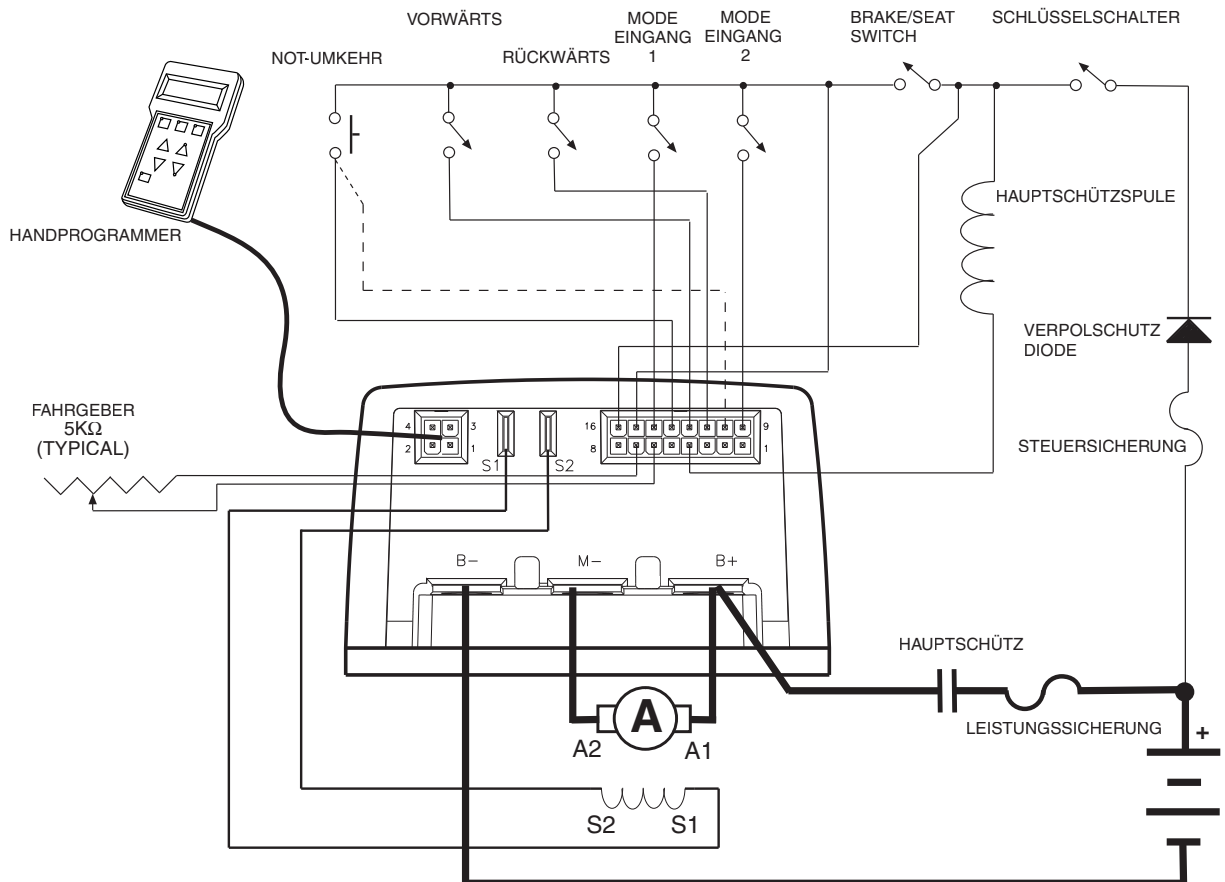 VORWÄRTS
MODE
EINGANG
1
MODE
EINGANG
2
BRAKE/SEAT
SWITCH
SCHLÜSSELSCHALTER
NOT-UMKEHR
RÜCKWÄRTS
HANDPROGRAMMER
HAUPTSCHÜTZSPULE
VERPOLSCHUTZ
DIODE
FAHRGEBER
5KΩ
(TYPICAL)
4
3
2
1
S1
S2
16
9
8
1
STEUERSICHERUNG
B-
M-
B+
HAUPTSCHÜTZ
LEISTUNGSSICHERUNG
A
A2
A1
+
S2
S1